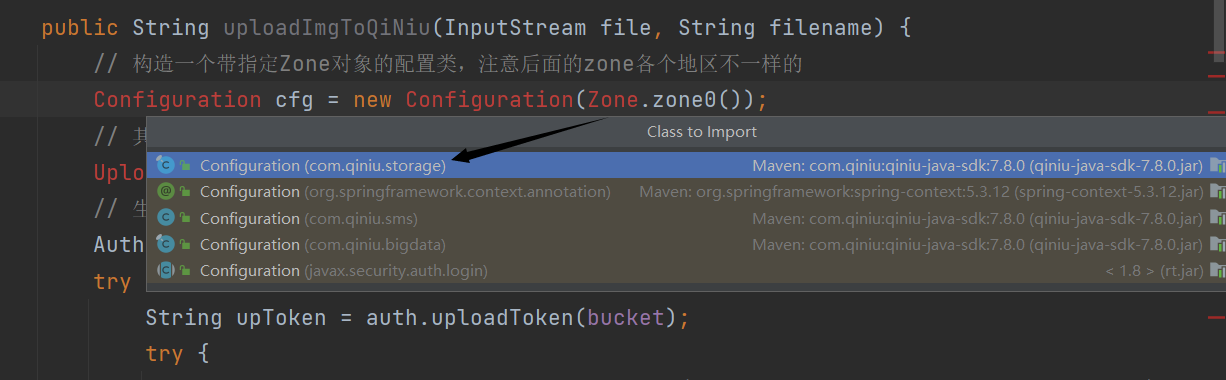 public String uploadImgToQiNiu(InputStream file, String filename) {
// 构造一个带指定Zone对象的配置类，注意后面的zone各个地区不一样的
Configuration cfg = new Configuration(Zone.zone0());
//
Class to Import
Configuration (com.qiniu.storage) Maven: com.qiniu:qiniu-java-sdk:7.8.0 (qiniu-java-sdk-7.8.0.jar)
Uplo
Configuration (org.springframework.context.annotation) Maven: org.springframework:spring-context:5.3.12 (spring-context-5.3.12.jar)
// 生
Configuration (com.qiniu.sms) Maven: com.qiniu:qiniu-java-sdk:7.8.0 (qiniu-java-sdk-7.8.0.jar)
Auth
Configuration (com.qiniu.bigdata) Maven: com.qiniu:qiniu-java-sdk:7.8.0 (qiniu-java-sdk-7.8.0.jar)
try
Configuration (javax.security.auth.login) < 1.8 > (rt.jar)
String upToken = auth.uploadToken(bucket);
try {